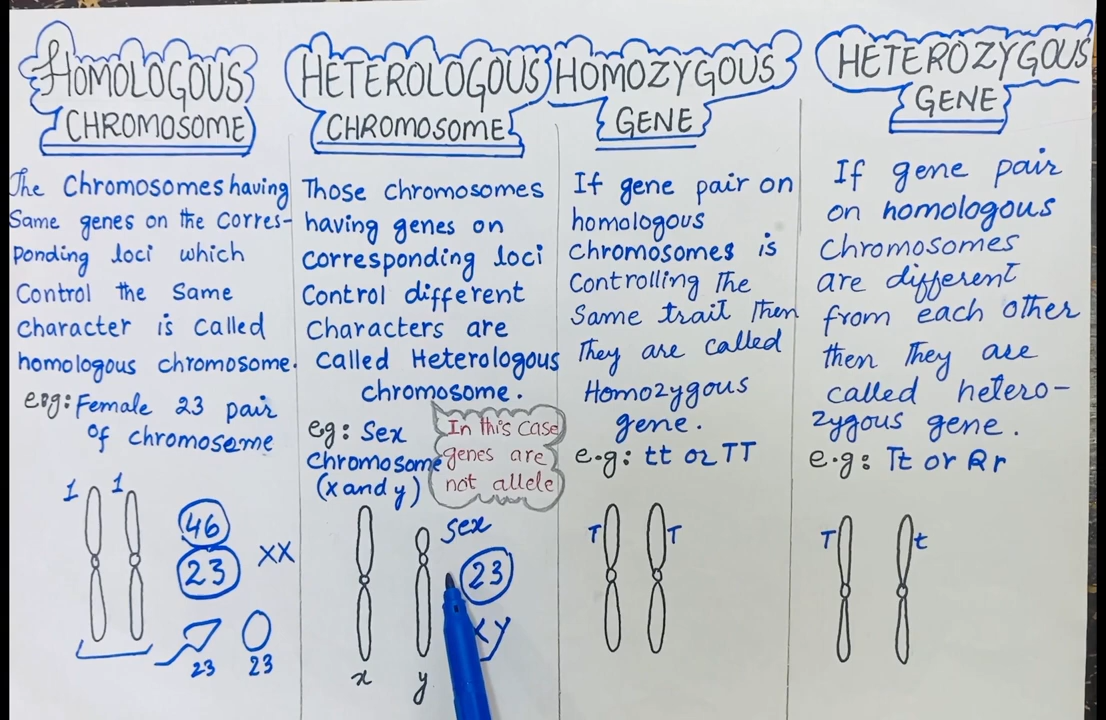 HOMOLOGOUS
CHROMOSOME
The Chromosomes having
Same genes on the Corres-
Ponding loci which
Control the Same
Character is Called
homologous chromosome.
e.g: Female 23 pair
of chromosome
1 1
46
23
XX
23 23
HETEROLOGOUS
CHROMOSOME
Those Chromosomes
having genes on
Corresponding loci
Control different
Characters are
Called Heterologous
chromosome.
eg: Sex
Chromosome
(x and y)
In this Case
genes are
not allele
Sex
23
xy
x y
HOMOZYGOUS
GENE
If gene pair on
homologous
Chromosomes is
Controlling The
Same trait Then
They are called
Homozygous
gene.
e.g: tt or TT
T T
HETEROZYGOUS
GENE
If gene pair
on homologous
Chromosomes
are different
from each other
then They are
called hetero-
zygous gene.
e.g: Tt or Rr
T t